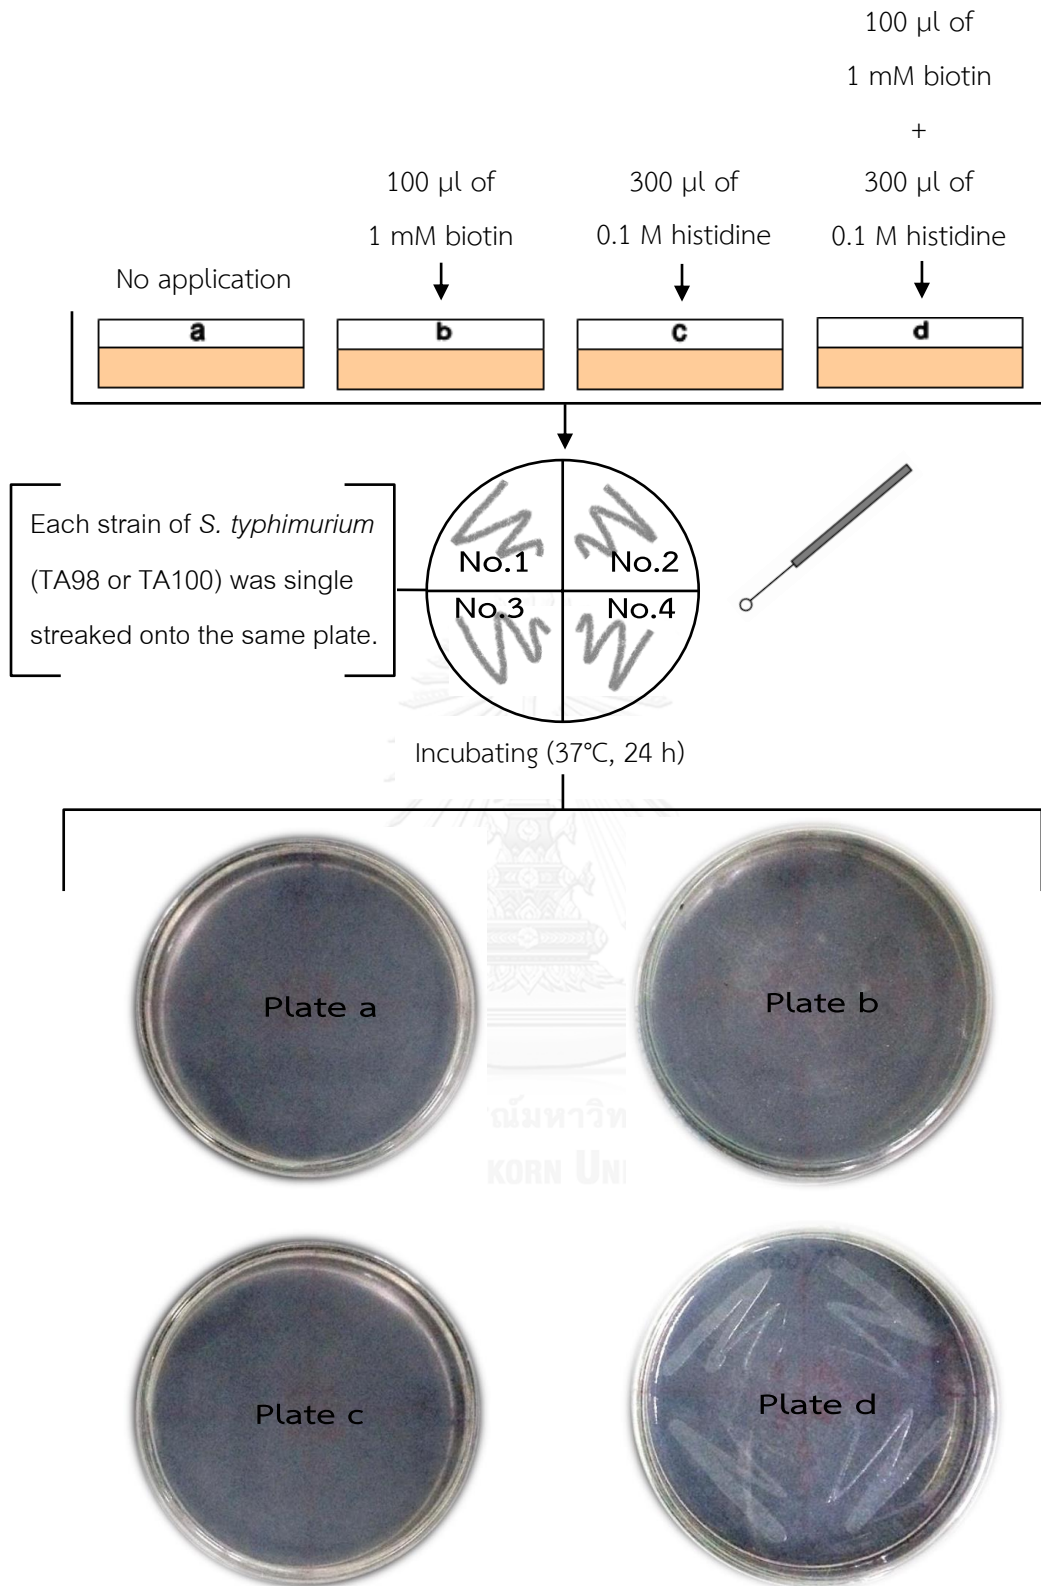 100 µl of
1 mM biotin
+
100 µl of
300 µl of
300 µl of
1 mM biotin
0.1 M histidine
0.1 M histidine
No application
a
b
c
d
Each strain of S. typhimurium
(TA98 or TA100) was single
streaked onto the same plate.
No.1
No.2
No.3
No.4
Incubating (37°C, 24 h)
Plate a
Plate b
Plate c
Plate d